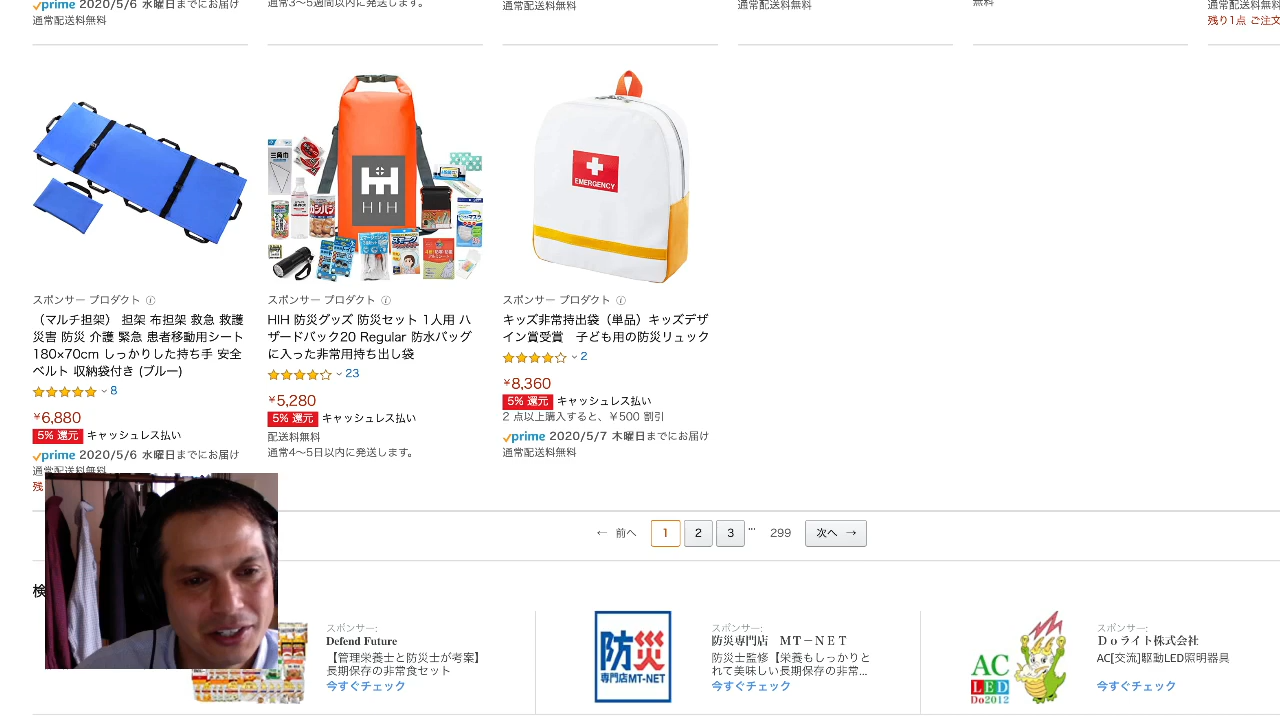 prime 2020/5/6 水曜日までにお届け
通常配送料無料
通常3〜5週間以内に発送します。
通常配送料無料
通常配送料無料
無料
通常配送料無料
残り1点 ご注文
三角巾
HIH
EMERGENCY
スポンサー プロダクト
(マルチ担架) 担架 布担架 救急 救護
災害 防災 介護 緊急 患者移動用シート
180×70cm しっかりした持ち手 安全
ベルト 収納袋付き (ブルー)
8
¥6,880
5% 還元 キャッシュレス払い
prime 2020/5/6 水曜日までにお届け
通常配送料無料
残
スポンサー プロダクト
HIH 防災グッズ 防災セット 1人用 ハ
ザードバック20 Regular 防水バッグ
に入った非常用持ち出し袋
23
¥5,280
5% 還元 キャッシュレス払い
配送料無料
通常4〜5日以内に発送します。
スポンサー プロダクト
キッズ非常持出袋（単品）キッズデザ
イン賞受賞　子ども用の防災リュック
2
¥8,360
5% 還元 キャッシュレス払い
2 点以上購入すると、￥500 割引
prime 2020/5/7 木曜日までにお届け
通常配送料無料
← 前へ 1 2 3 ... 299 次へ →
検
スポンサー:
Defend Future
【管理栄養士と防災士が考案】
長期保存の非常食セット
今すぐチェック
防災
専門店MT-NET
スポンサー:
防災専門店　ＭＴ－ＮＥＴ
防災士監修【栄養もしっかりと
れて美味しい長期保存の非常...
今すぐチェック
AC
LED
Do2012
スポンサー:
Ｄｏライト株式会社
AC[交流]駆動LED照明器具
今すぐチェック